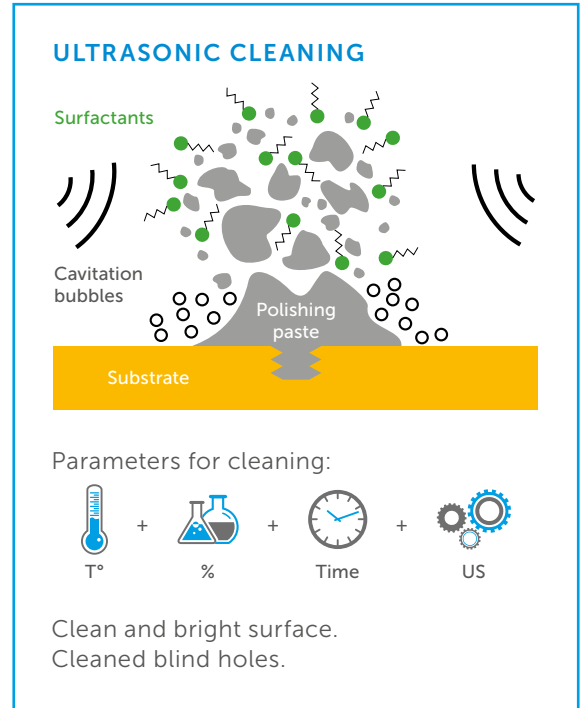 ULTRASONIC CLEANING
Surfactants
Cavitation
bubbles
Polishing
paste
Substrate
Parameters for cleaning:
+ + +
T° % Time US
Clean and bright surface.
Cleaned blind holes.